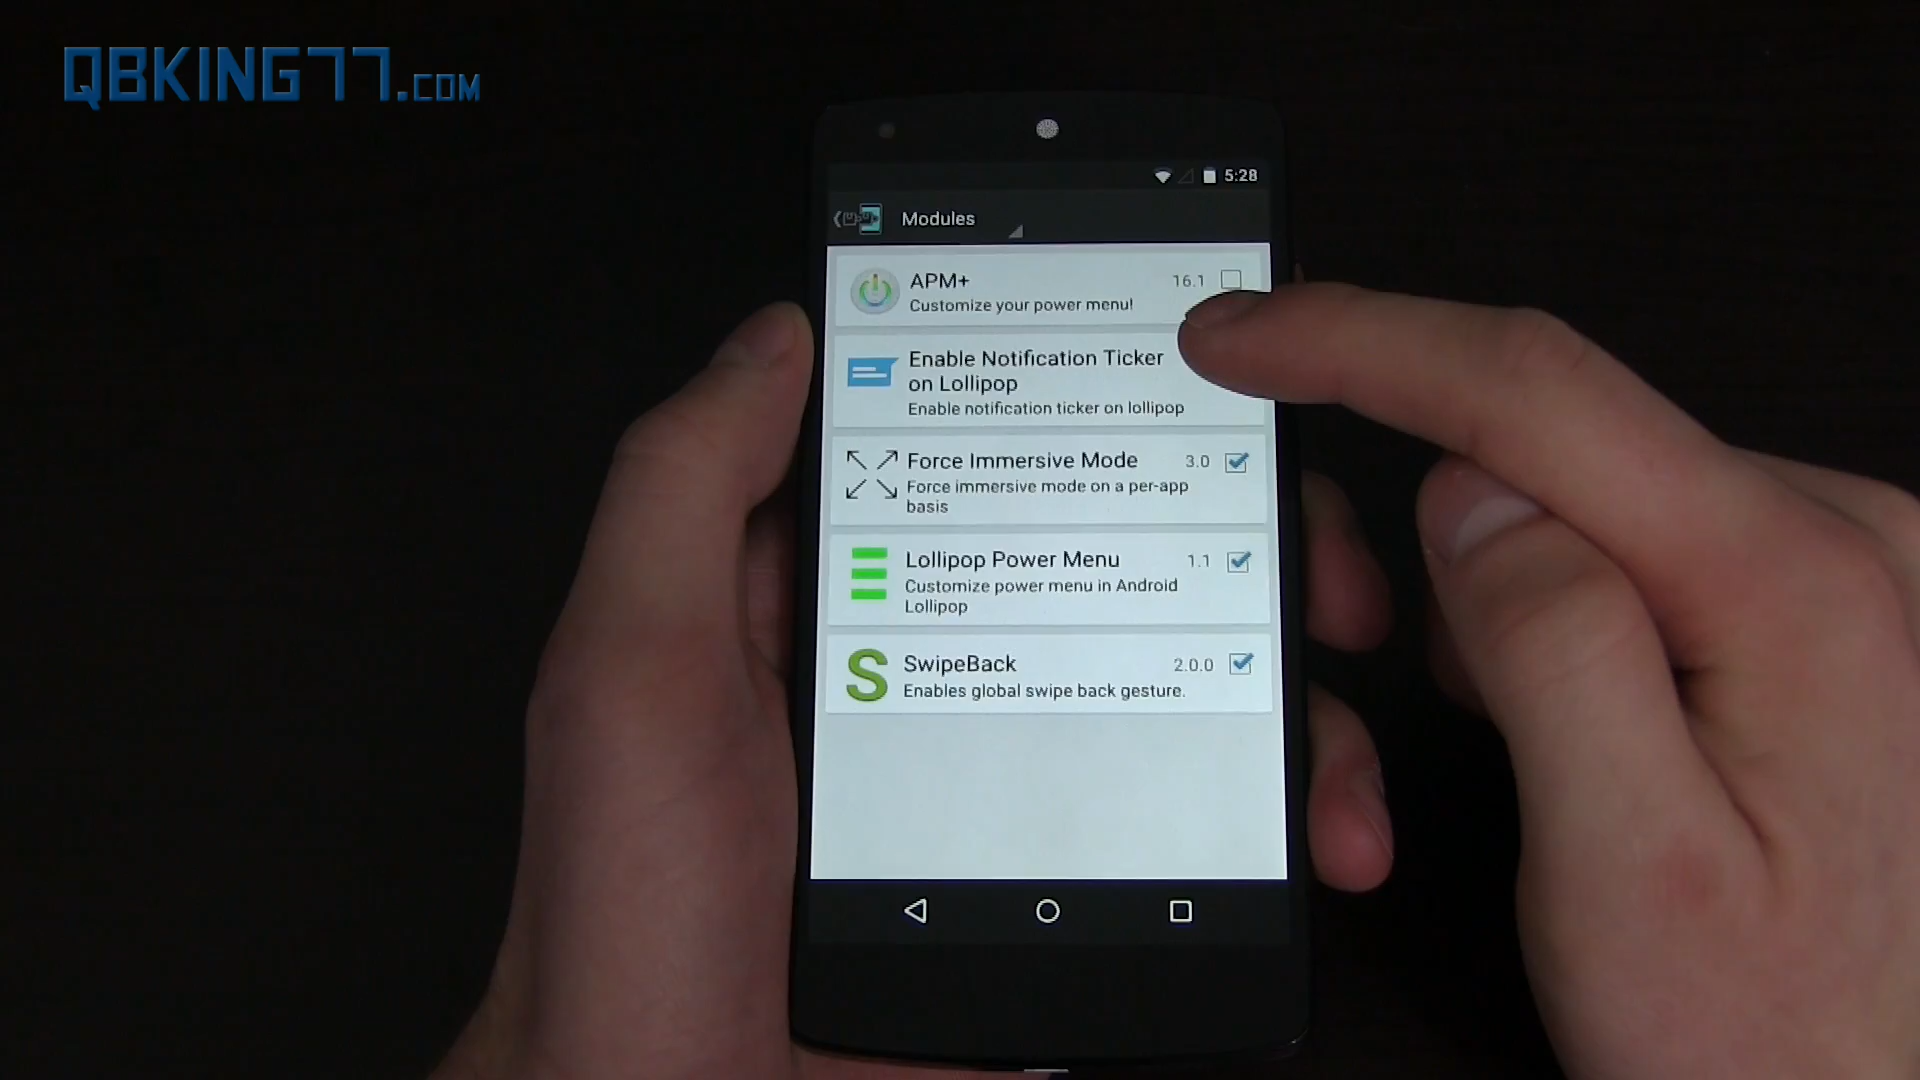 QBKING77.COM
5:28
Modules
APM+ 16.1
Customize your power menu!
Enable Notification Ticker
on Lollipop
Enable notification ticker on lollipop
Force Immersive Mode 3.0
Force immersive mode on a per-app
basis
Lollipop Power Menu 1.1
Customize power menu in Android
Lollipop
S
SwipeBack 2.0.0
Enables global swipe back gesture.